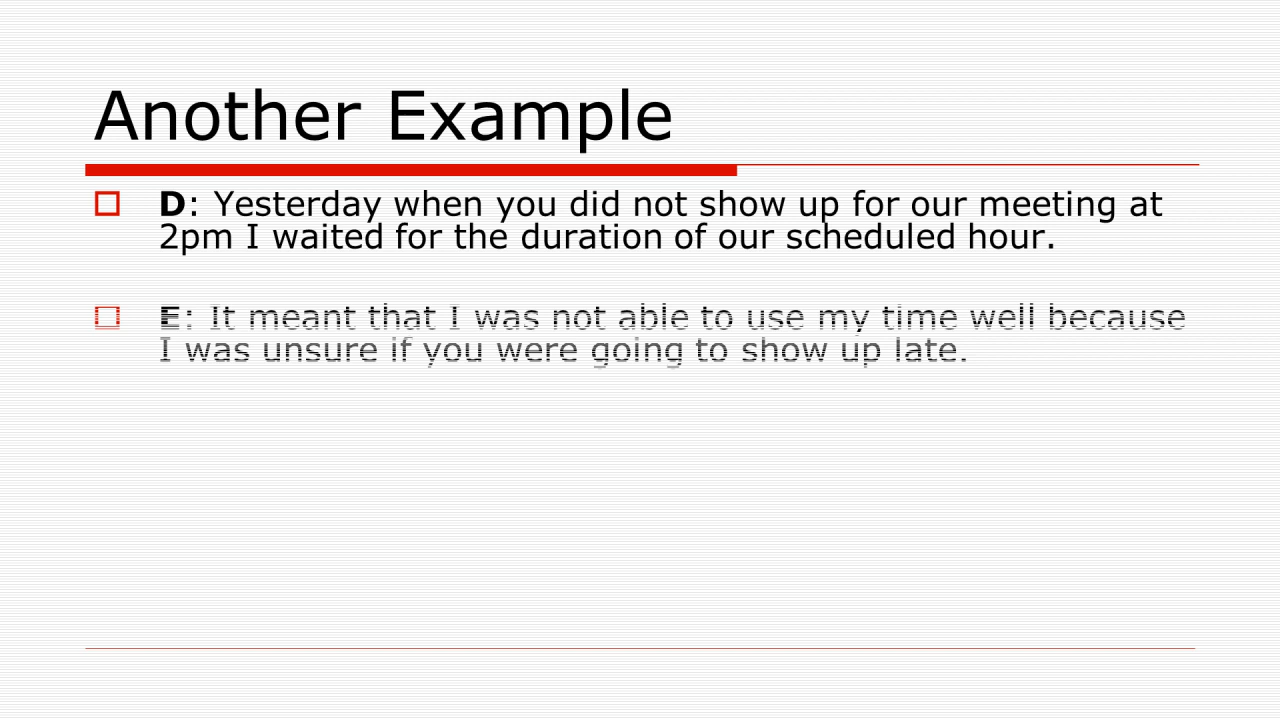 Another Example
D: Yesterday when you did not show up for our meeting at
2pm I waited for the duration of our scheduled hour.
E: It meant that I was not able to use my time well because
I was unsure if you were going to show up late.